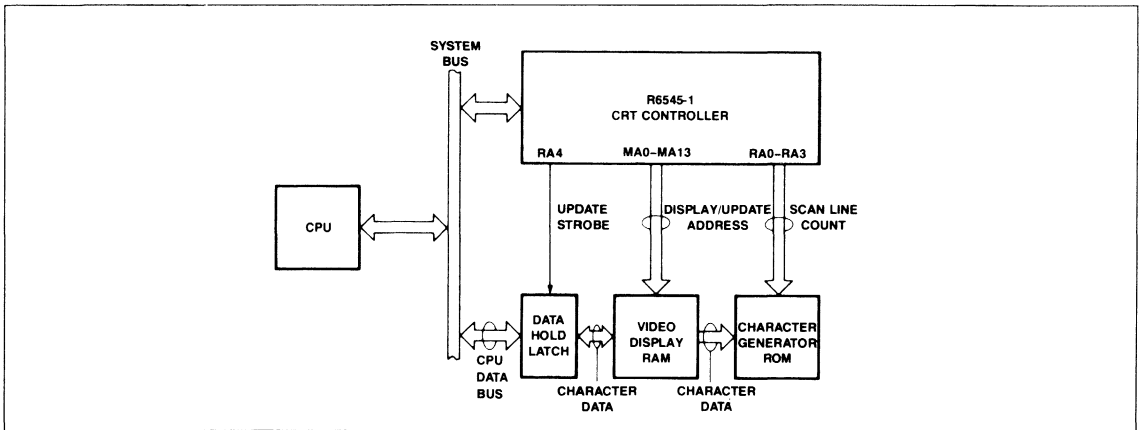 SYSTEM
BUS
R6545-1
CRT CONTROLLER
RA4
MA0-MA13
RA0-RA3
CPU
UPDATE
STROBE
DISPLAY/UPDATE
ADDRESS
SCAN LINE
COUNT
DATA
HOLD
LATCH
VIDEO
DISPLAY
RAM
CHARACTER
GENERATOR
ROM
CPU
DATA
BUS
CHARACTER
DATA
CHARACTER
DATA